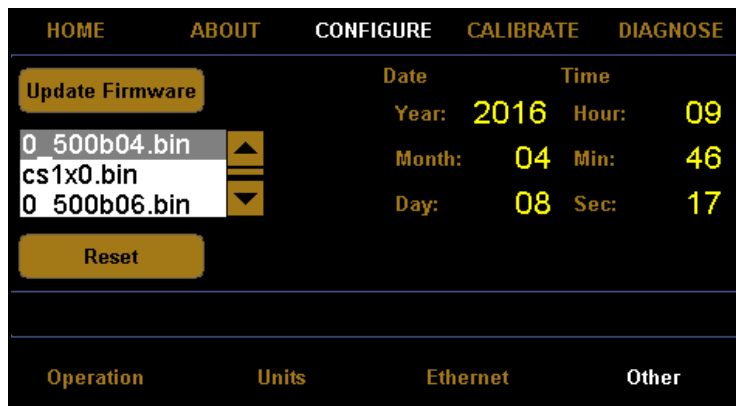 HOME ABOUT CONFIGURE CALIBRATE DIAGNOSE
Update Firmware
0_500b04.bin
cs1x0.bin
0_500b06.bin
Reset
Date Time
Year: 2016 Hour: 09
Month: 04 Min: 46
Day: 08 Sec: 17
Operation Units Ethernet Other